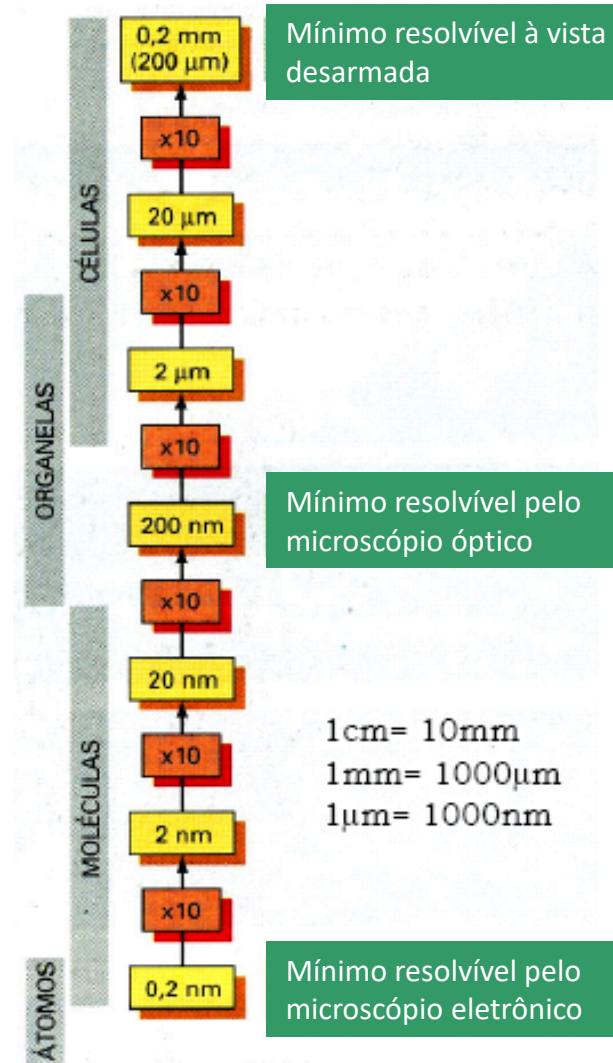 0,2 mm
(200 µm)
Mínimo resolvível à vista
desarmada
x10
20 µm
x10
2 µm
x10
200 nm
Mínimo resolvível pelo
microscópio óptico
x10
20 nm
x10
2 nm
x10
0,2 nm
Mínimo resolvível pelo
microscópio eletrônico
CÉLULAS
ORGANELAS
MOLÉCULAS
ÁTOMOS
1cm= 10mm
1mm= 1000µm
1µm= 1000nm